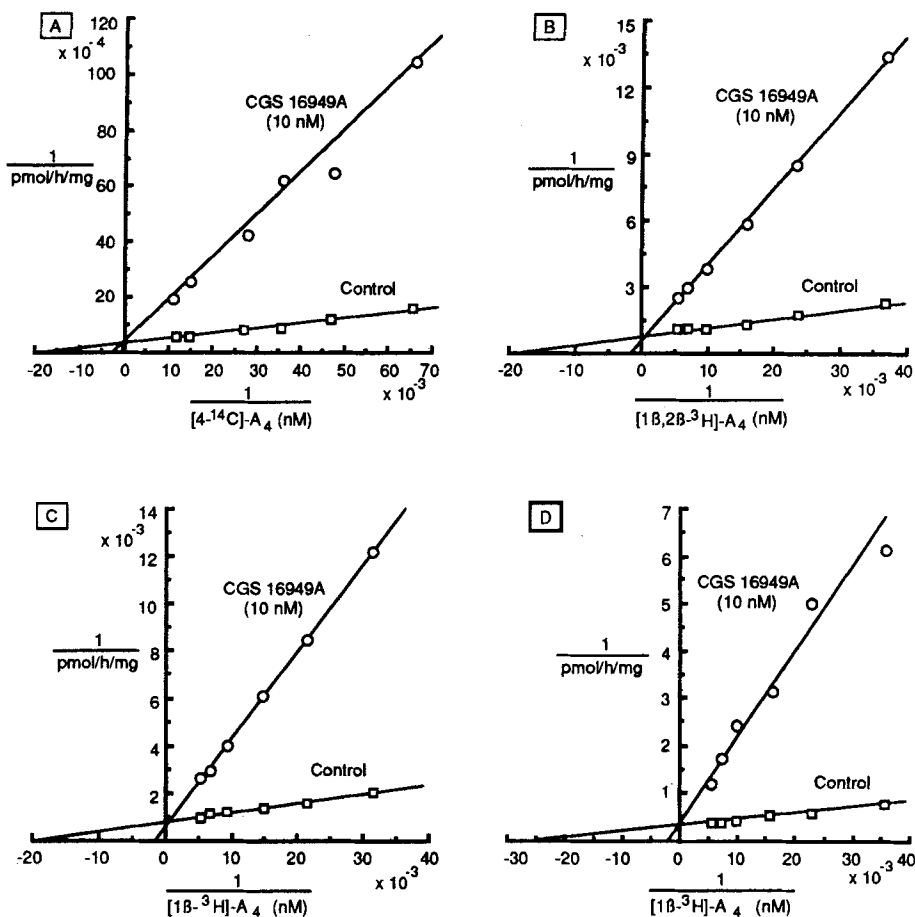 A
120
x 10⁻⁴
100
80
60
40
20
1
pmol/h/mg
CGS 16949A
(10 nM)
Control
-20 -10 0 10 20 30 40 50 60 70
x 10⁻³
1
[4-¹⁴C]-A₄ (nM)
B
15
x 10⁻³
12
9
6
3
1
pmol/h/mg
CGS 16949A
(10 nM)
Control
-20 -10 0 10 20 30 40
x 10⁻³
1
[1ß,2ß-³H]-A₄ (nM)
C
14
x 10⁻³
12
10
8
6
4
2
1
pmol/h/mg
CGS 16949A
(10 nM)
Control
-20 -10 0 10 20 30 40
x 10⁻³
1
[1ß-³H]-A₄ (nM)
D
7
6
5
4
3
2
1
1
pmol/h/mg
CGS 16949A
(10 nM)
Control
-30 -20 -10 0 10 20 30 40
x 10⁻³
1
[1ß-³H]-A₄ (nM)